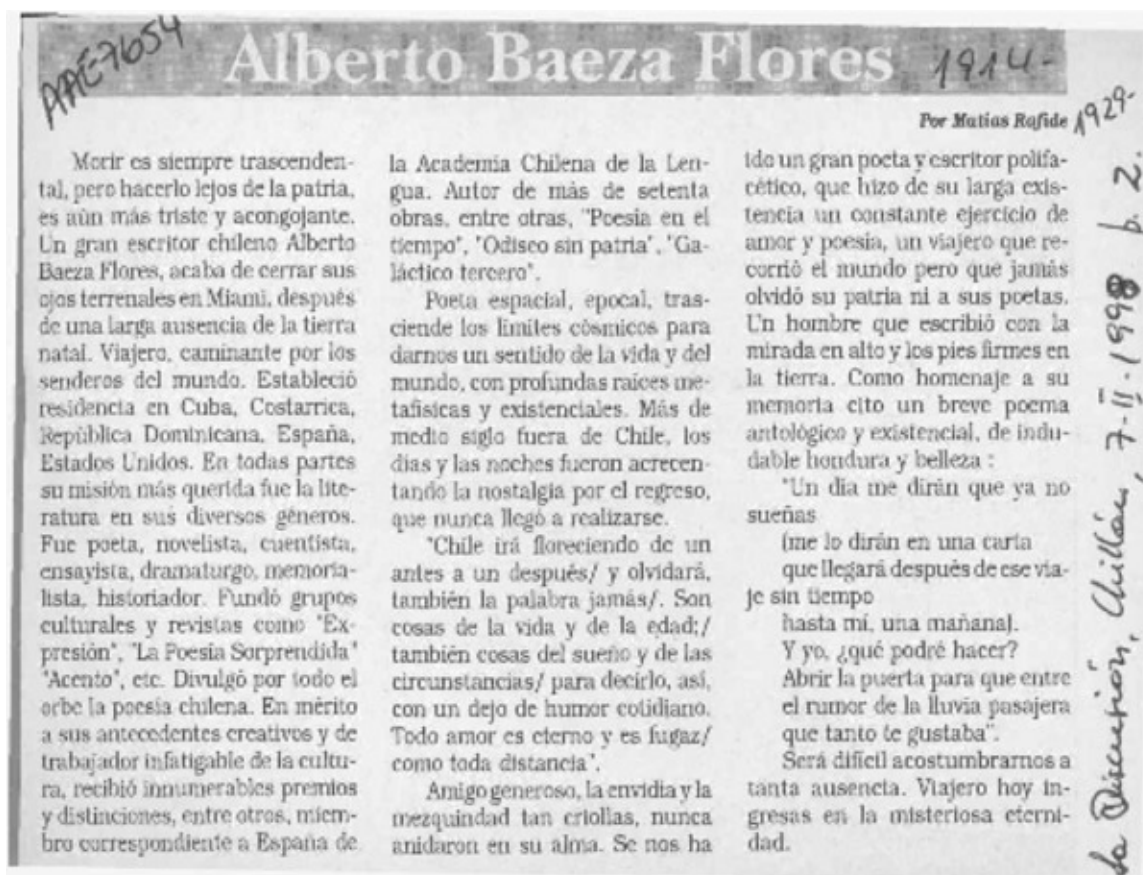 AAE-7654
Alberto Baeza Flores
1914-
Por Matías Rafide
1929-
Morir es siempre trascenden-
tal, pero hacerlo lejos de la patria,
es aún más triste y acongojante.
Un gran escritor chileno Alberto
Baeza Flores, acaba de cerrar sus
ojos terrenales en Miami, después
de una larga ausencia de la tierra
natal. Viajero, caminante por los
senderos del mundo. Estableció
residencia en Cuba, Costarrica,
República Dominicana, España,
Estados Unidos. En todas partes
su misión más querida fue la lite-
ratura en sus diversos géneros.
Fue poeta, novelista, cuentista,
ensayista, dramaturgo, memoria-
lista, historiador. Fundó grupos
culturales y revistas como "Ex-
presión", "La Poesía Sorprendida"
"Acento", etc. Divulgó por todo el
orbe la poesía chilena. En mérito
a sus antecedentes creativos y de
trabajador infatigable de la cultu-
ra, recibió innumerables premios
y distinciones, entre otros, miem-
bro correspondiente a España de
la Academia Chilena de la Len-
gua. Autor de más de setenta
obras, entre otras, "Poesía en el
tiempo", "Odiseo sin patria", "Ga-
láctico tercero".
Poeta espacial, epocal, tras-
ciende los límites cósmicos para
darnos un sentido de la vida y del
mundo, con profundas raíces me-
tafísicas y existenciales. Más de
medio siglo fuera de Chile, los
días y las noches fueron acrecen-
tando la nostalgia por el regreso,
que nunca llegó a realizarse.
"Chile irá floreciendo de un
antes a un después/ y olvidará,
también la palabra jamás/. Son
cosas de la vida y de la edad;/
también cosas del sueño y de las
circunstancias/ para decirlo, así,
con un dejo de humor cotidiano.
Todo amor es eterno y es fugaz/
como toda distancia".
Amigo generoso, la envidia y la
mezquindad tan criollas, nunca
anidaron en su alma. Se nos ha
ido un gran poeta y escritor polifa-
cético, que hizo de su larga exis-
tencia un constante ejercicio de
amor y poesía, un viajero que re-
corrió el mundo pero que jamás
olvidó su patria ni a sus poetas.
Un hombre que escribió con la
mirada en alto y los pies firmes en
la tierra. Como homenaje a su
memoria cito un breve poema
antológico y existencial, de indu-
dable hondura y belleza :
"Un día me dirán que ya no
sueñas
(me lo dirán en una carta
que llegará después de ese via-
je sin tiempo
hasta mí, una mañana).
Y yo, ¿qué podré hacer?
Abrir la puerta para que entre
el rumor de la lluvia pasajera
que tanto te gustaba".
Será difícil acostumbrarnos a
tanta ausencia. Viajero hoy in-
gresas en la misteriosa eterni-
dad.
La Discusión, Chillán, 7-II-1998 p. 2.